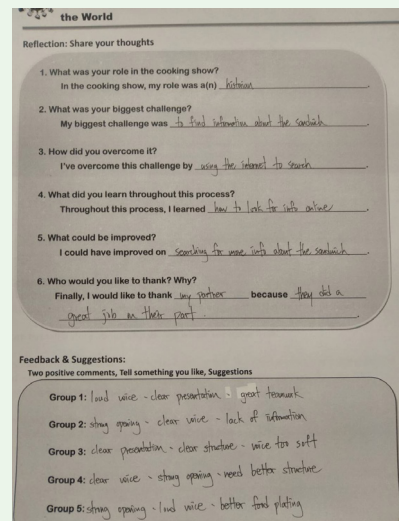 the World
Reflection: Share your thoughts
1. What was your role in the cooking show?
In the cooking show, my role was a(n) histroian.
2. What was your biggest challenge?
My biggest challenge was to find information about the sandwich.
3. How did you overcome it?
I've overcome this challenge by using the internet to search.
4. What did you learn throughout this process?
Throughout this process, I learned how to look for info online.
5. What could be improved?
I could have improved on searching for more info about the sandwich.
6. Who would you like to thank? Why?
Finally, I would like to thank my partner because they did a
great job on their part.
Feedback & Suggestions:
Two positive comments, Tell something you like, Suggestions
Group 1: loud voice - clear presentation - great teamwork
Group 2: strong opening - clear voice - lack of information
Group 3: clear presentation - clear structure - voice too soft
Group 4: clear voice - strong opening - need better structure
Group 5: strong opening - loud voice - better food plating